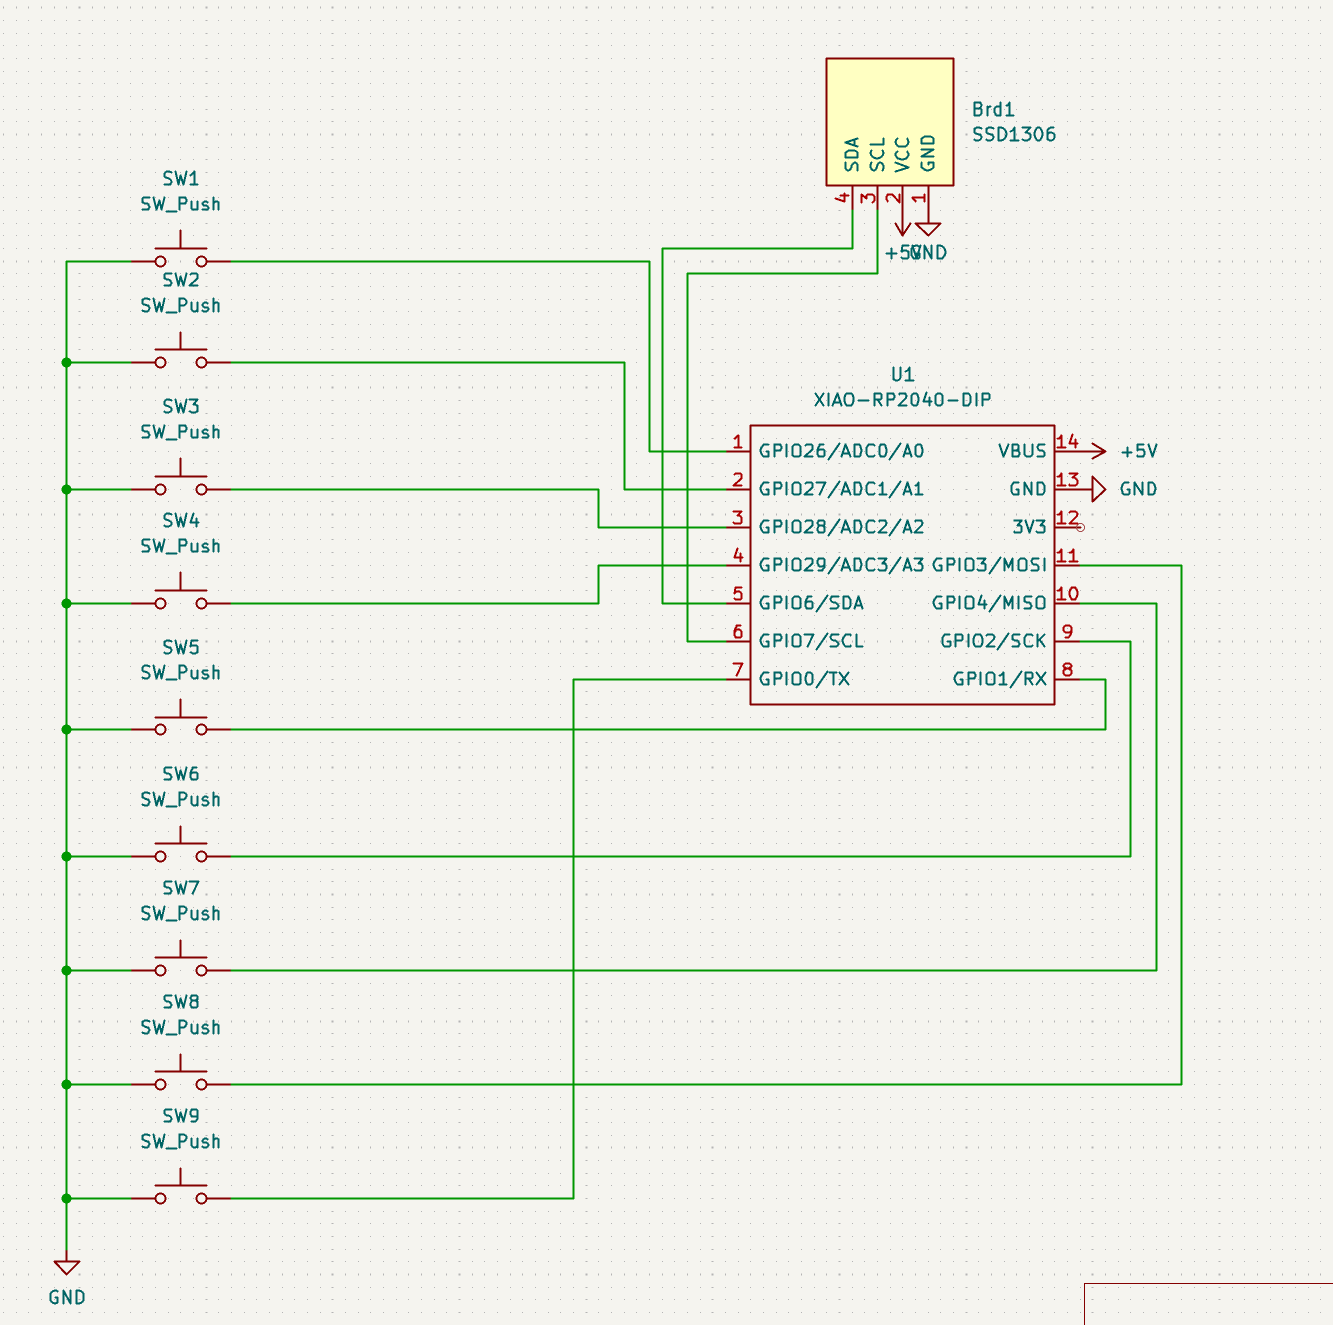 Brd1
SSD1306
SDA
SCL
VCC
GND
4
3
2
1
+5V
GND
SW1
SW_Push
SW2
SW_Push
SW3
SW_Push
SW4
SW_Push
SW5
SW_Push
SW6
SW_Push
SW7
SW_Push
SW8
SW_Push
SW9
SW_Push
GND
U1
XIAO-RP2040-DIP
1 GPIO26/ADC0/A0 VBUS 14 +5V
2 GPIO27/ADC1/A1 GND 13 GND
3 GPIO28/ADC2/A2 3V3 12
4 GPIO29/ADC3/A3 GPIO3/MOSI 11
5 GPIO6/SDA GPIO4/MISO 10
6 GPIO7/SCL GPIO2/SCK 9
7 GPIO0/TX GPIO1/RX 8